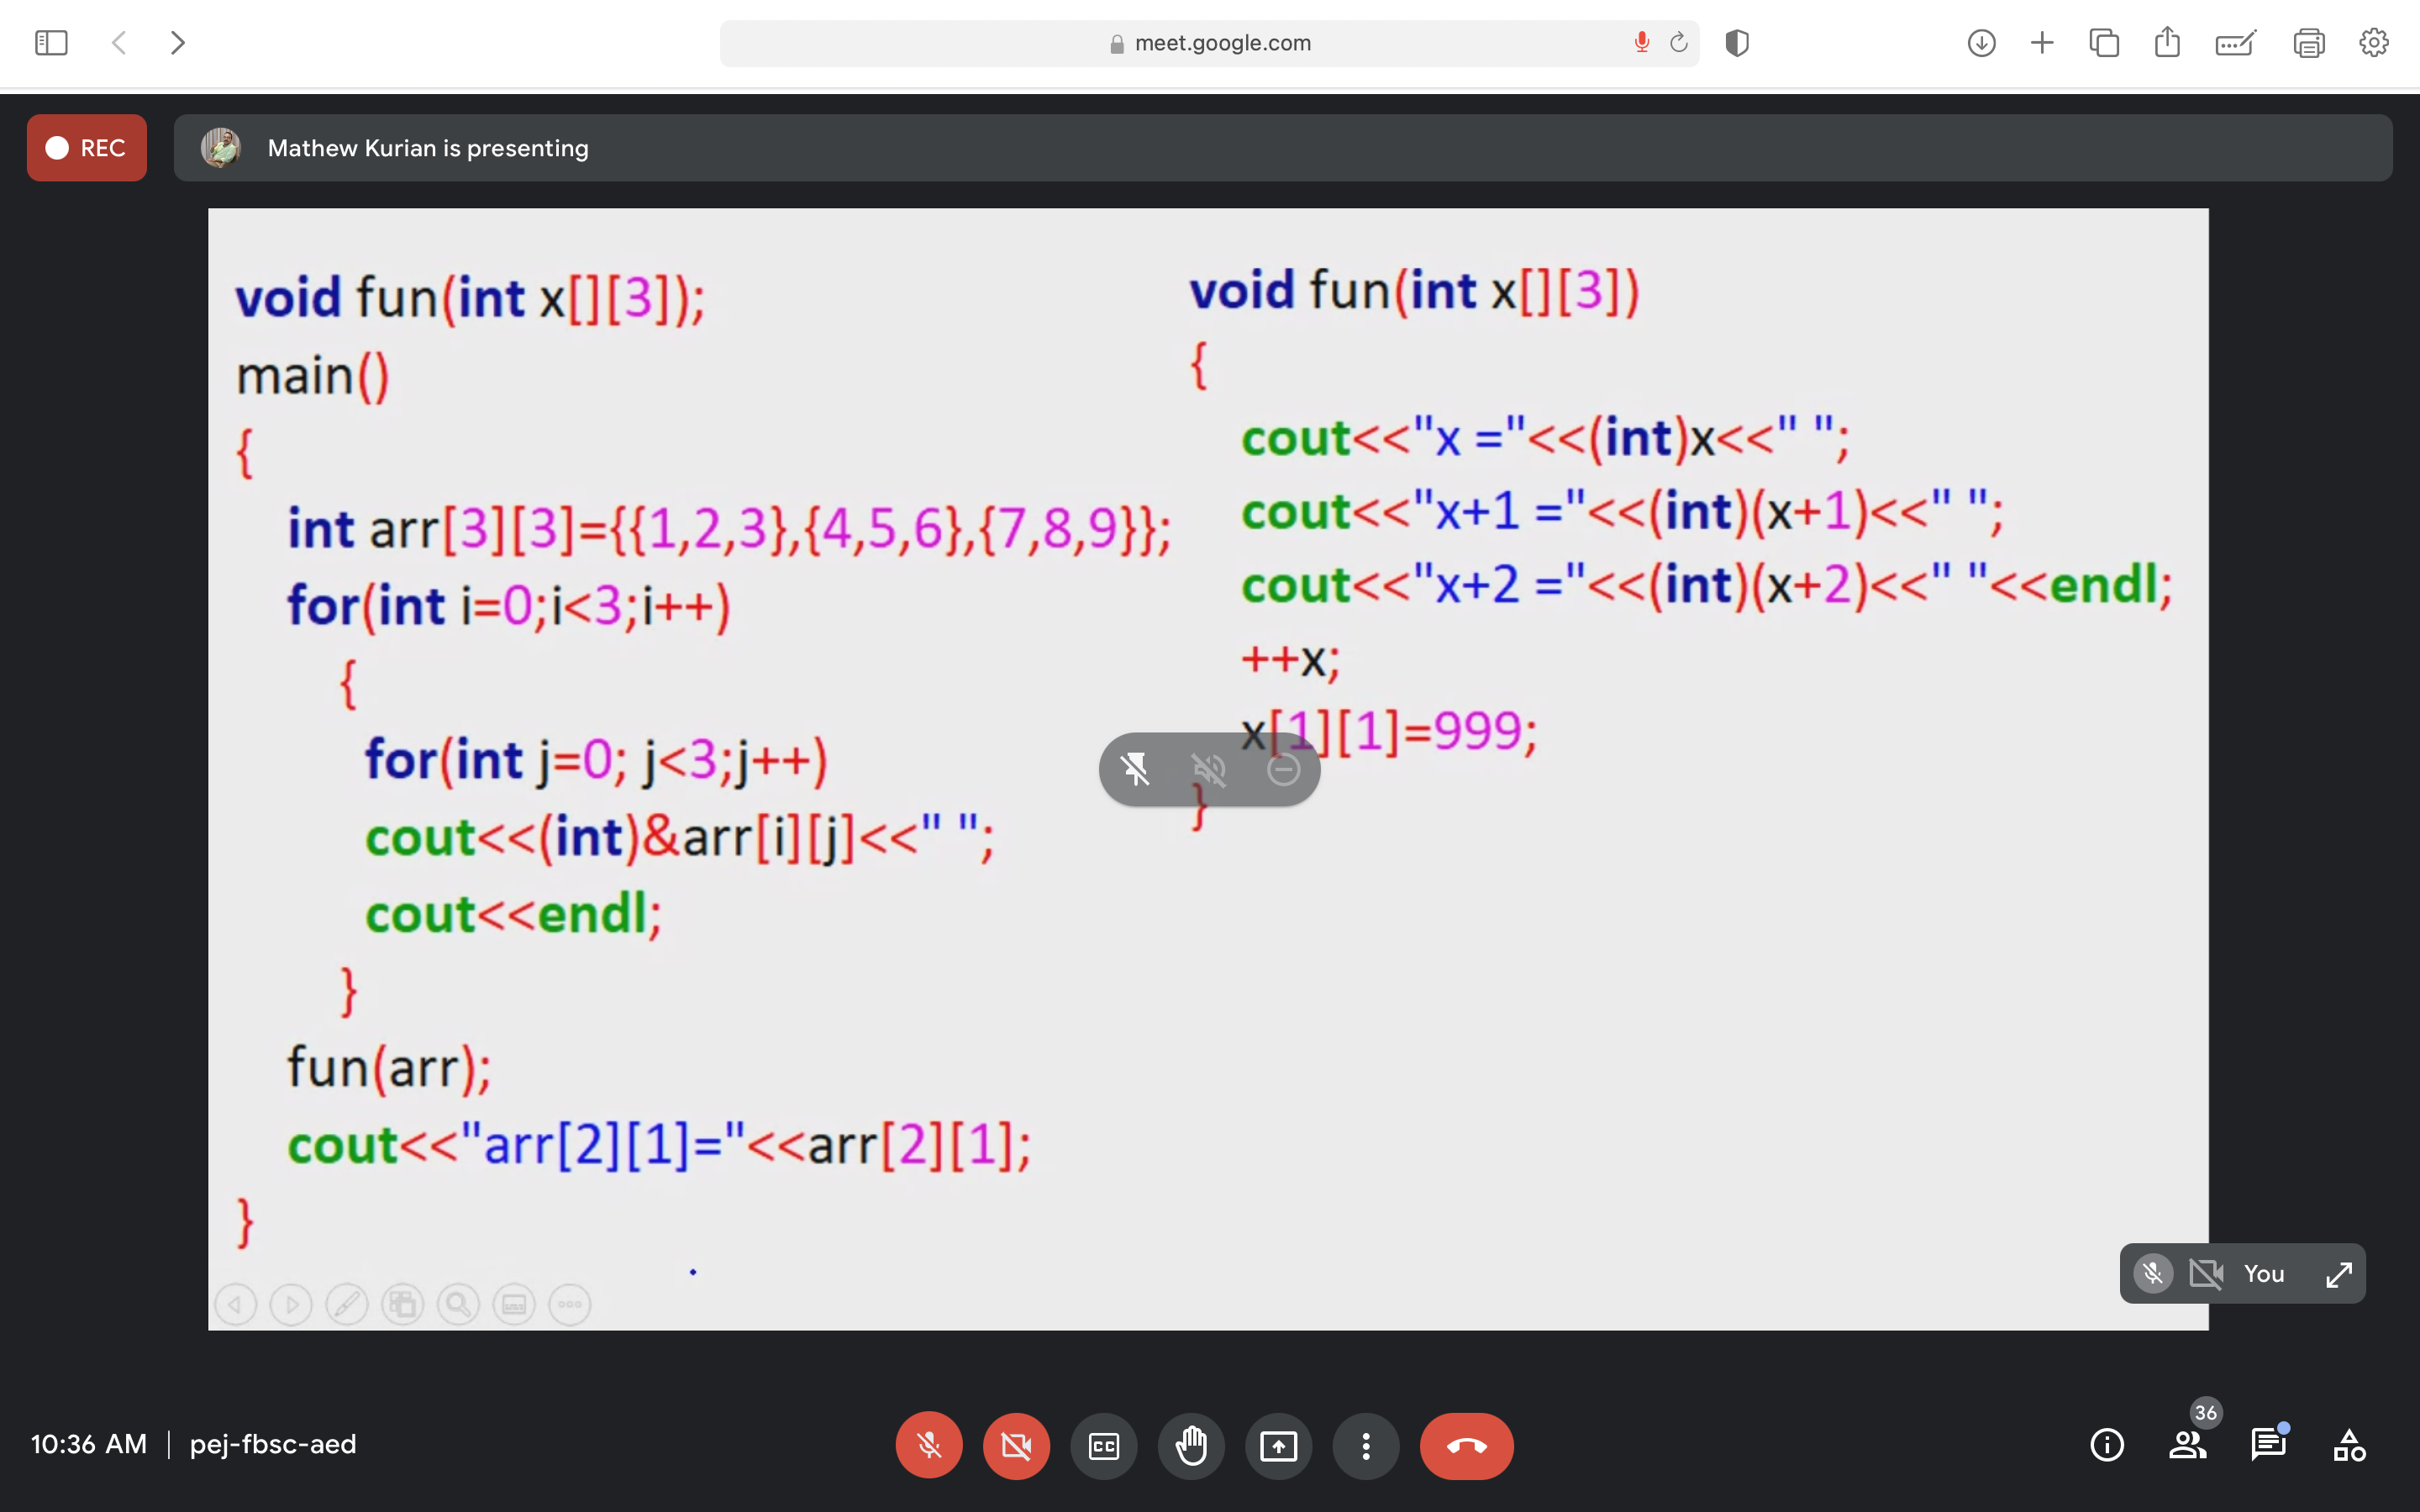 meet.google.com
REC
Mathew Kurian is presenting
void fun(int x[][3]);
main()
{
int arr[3][3]={{1,2,3},{4,5,6},{7,8,9}};
for(int i=0;i<3;i++)
{
for(int j=0; j<3;j++)
cout<<(int)&arr[i][j]<<" ";
cout<<endl;
}
fun(arr);
cout<<"arr[2][1]="<<arr[2][1];
}
void fun(int x[][3])
{
cout<<"x ="<<(int)x<<" ";
cout<<"x+1 ="<<(int)(x+1)<<" ";
cout<<"x+2 ="<<(int)(x+2)<<" "<<endl;
++x;
x[1][1]=999;
}
You
10:36 AM | pej-fbsc-aed
CC
36